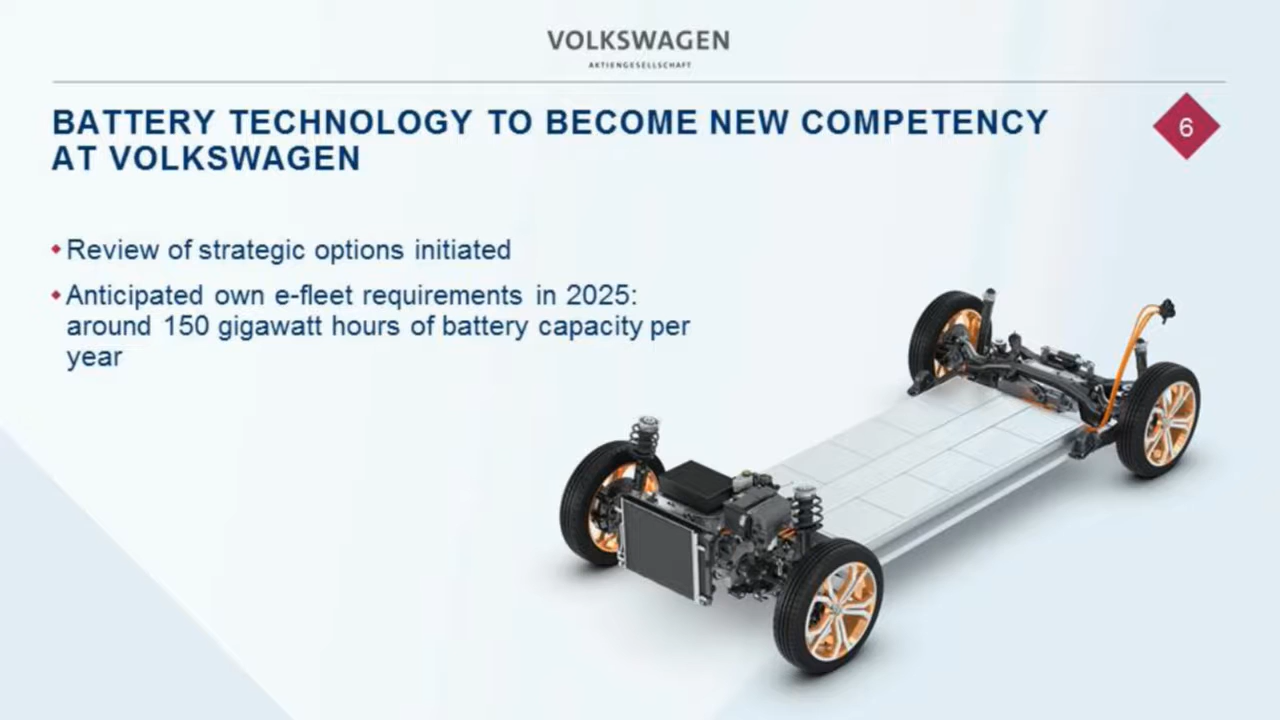 VOLKSWAGEN
AKTIENGESELLSCHAFT
BATTERY TECHNOLOGY TO BECOME NEW COMPETENCY
AT VOLKSWAGEN
6
Review of strategic options initiated
Anticipated own e-fleet requirements in 2025:
around 150 gigawatt hours of battery capacity per
year